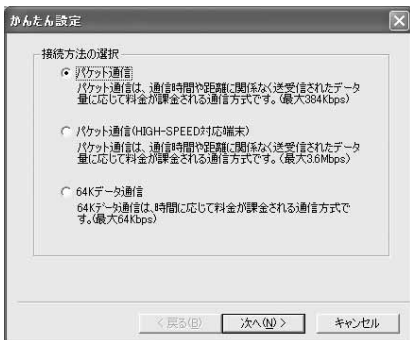 かんたん設定
接続方法の選択
パケット通信
パケット通信は、通信時間や距離に関係なく送受信されたデータ
量に応じて料金が課金される通信方式です。(最大384Kbps)
パケット通信(HIGH-SPEED対応端末)
パケット通信は、通信時間や距離に関係なく送受信されたデータ
量に応じて料金が課金される通信方式です。(最大3.6Mbps)
64Kデータ通信
64Kデータ通信は、時間に応じて料金が課金される通信方式で
す。(最大64Kbps)
< 戻る(B) 次へ(N) > キャンセル